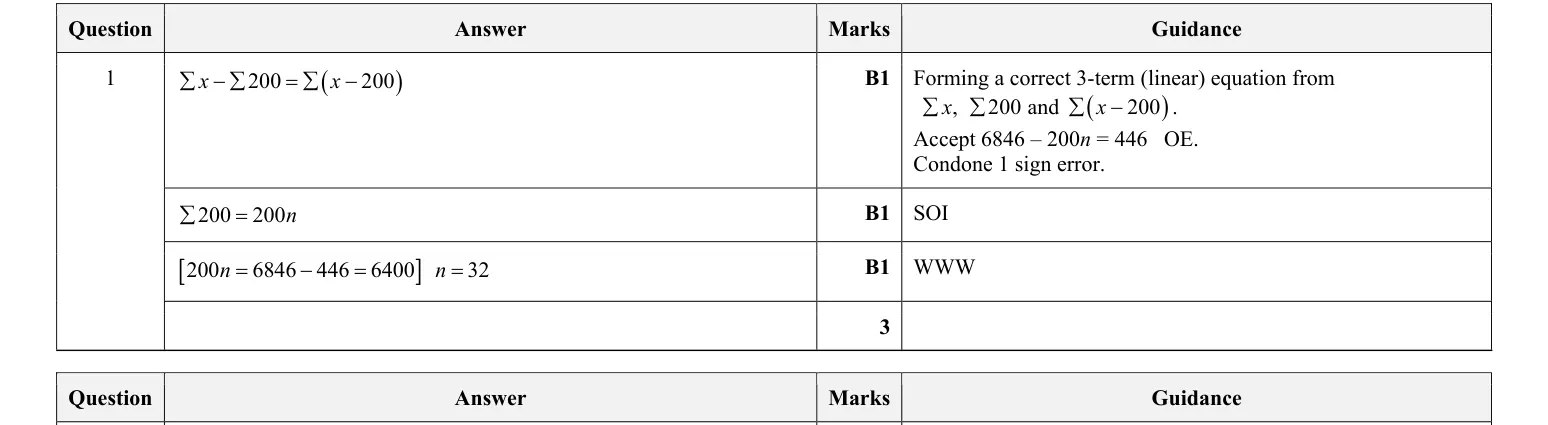 Question Answer Marks Guidance
1 ∑x – ∑200 = ∑(x – 200) B1 Forming a correct 3-term (linear) equation from
∑x, ∑200 and ∑(x – 200).
Accept 6846 – 200n = 446 OE.
Condone 1 sign error.
∑200 = 200n B1 SOI
[200n = 6846 – 446 = 6400] n = 32 B1 WWW
3
Question Answer Marks Guidance